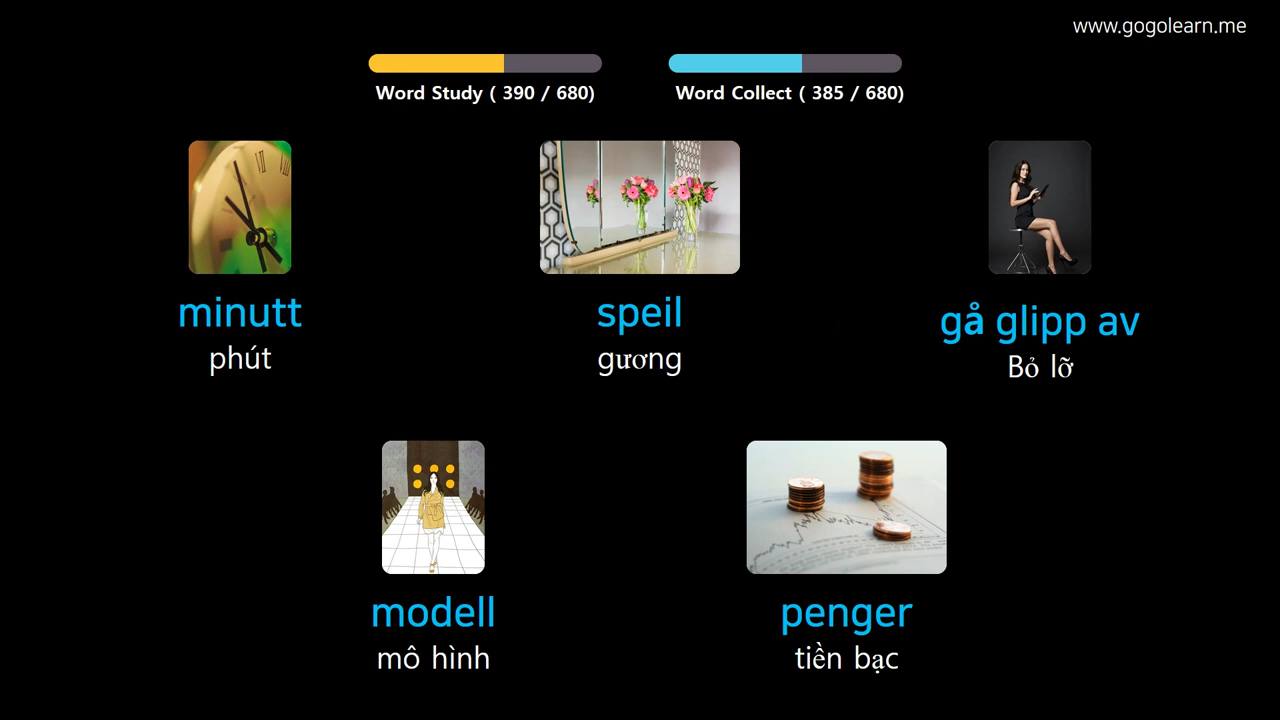 www.gogolearn.me
Word Study ( 390 / 680)
Word Collect ( 385 / 680)
minutt
phút
speil
gương
gå glipp av
Bỏ lỡ
modell
mô hình
penger
tiền bạc